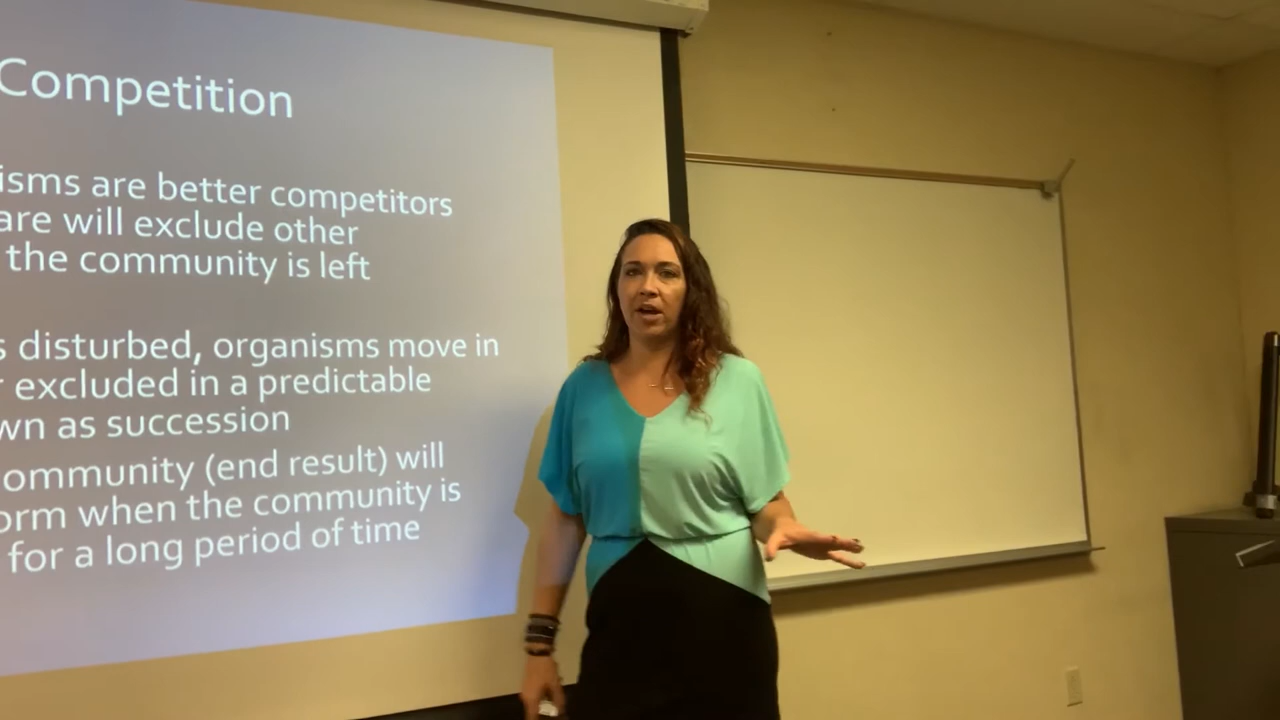 Competition
isms are better competitors
are will exclude other
the community is left
s disturbed, organisms move in
r excluded in a predictable
wn as succession
ommunity (end result) will
orm when the community is
for a long period of time